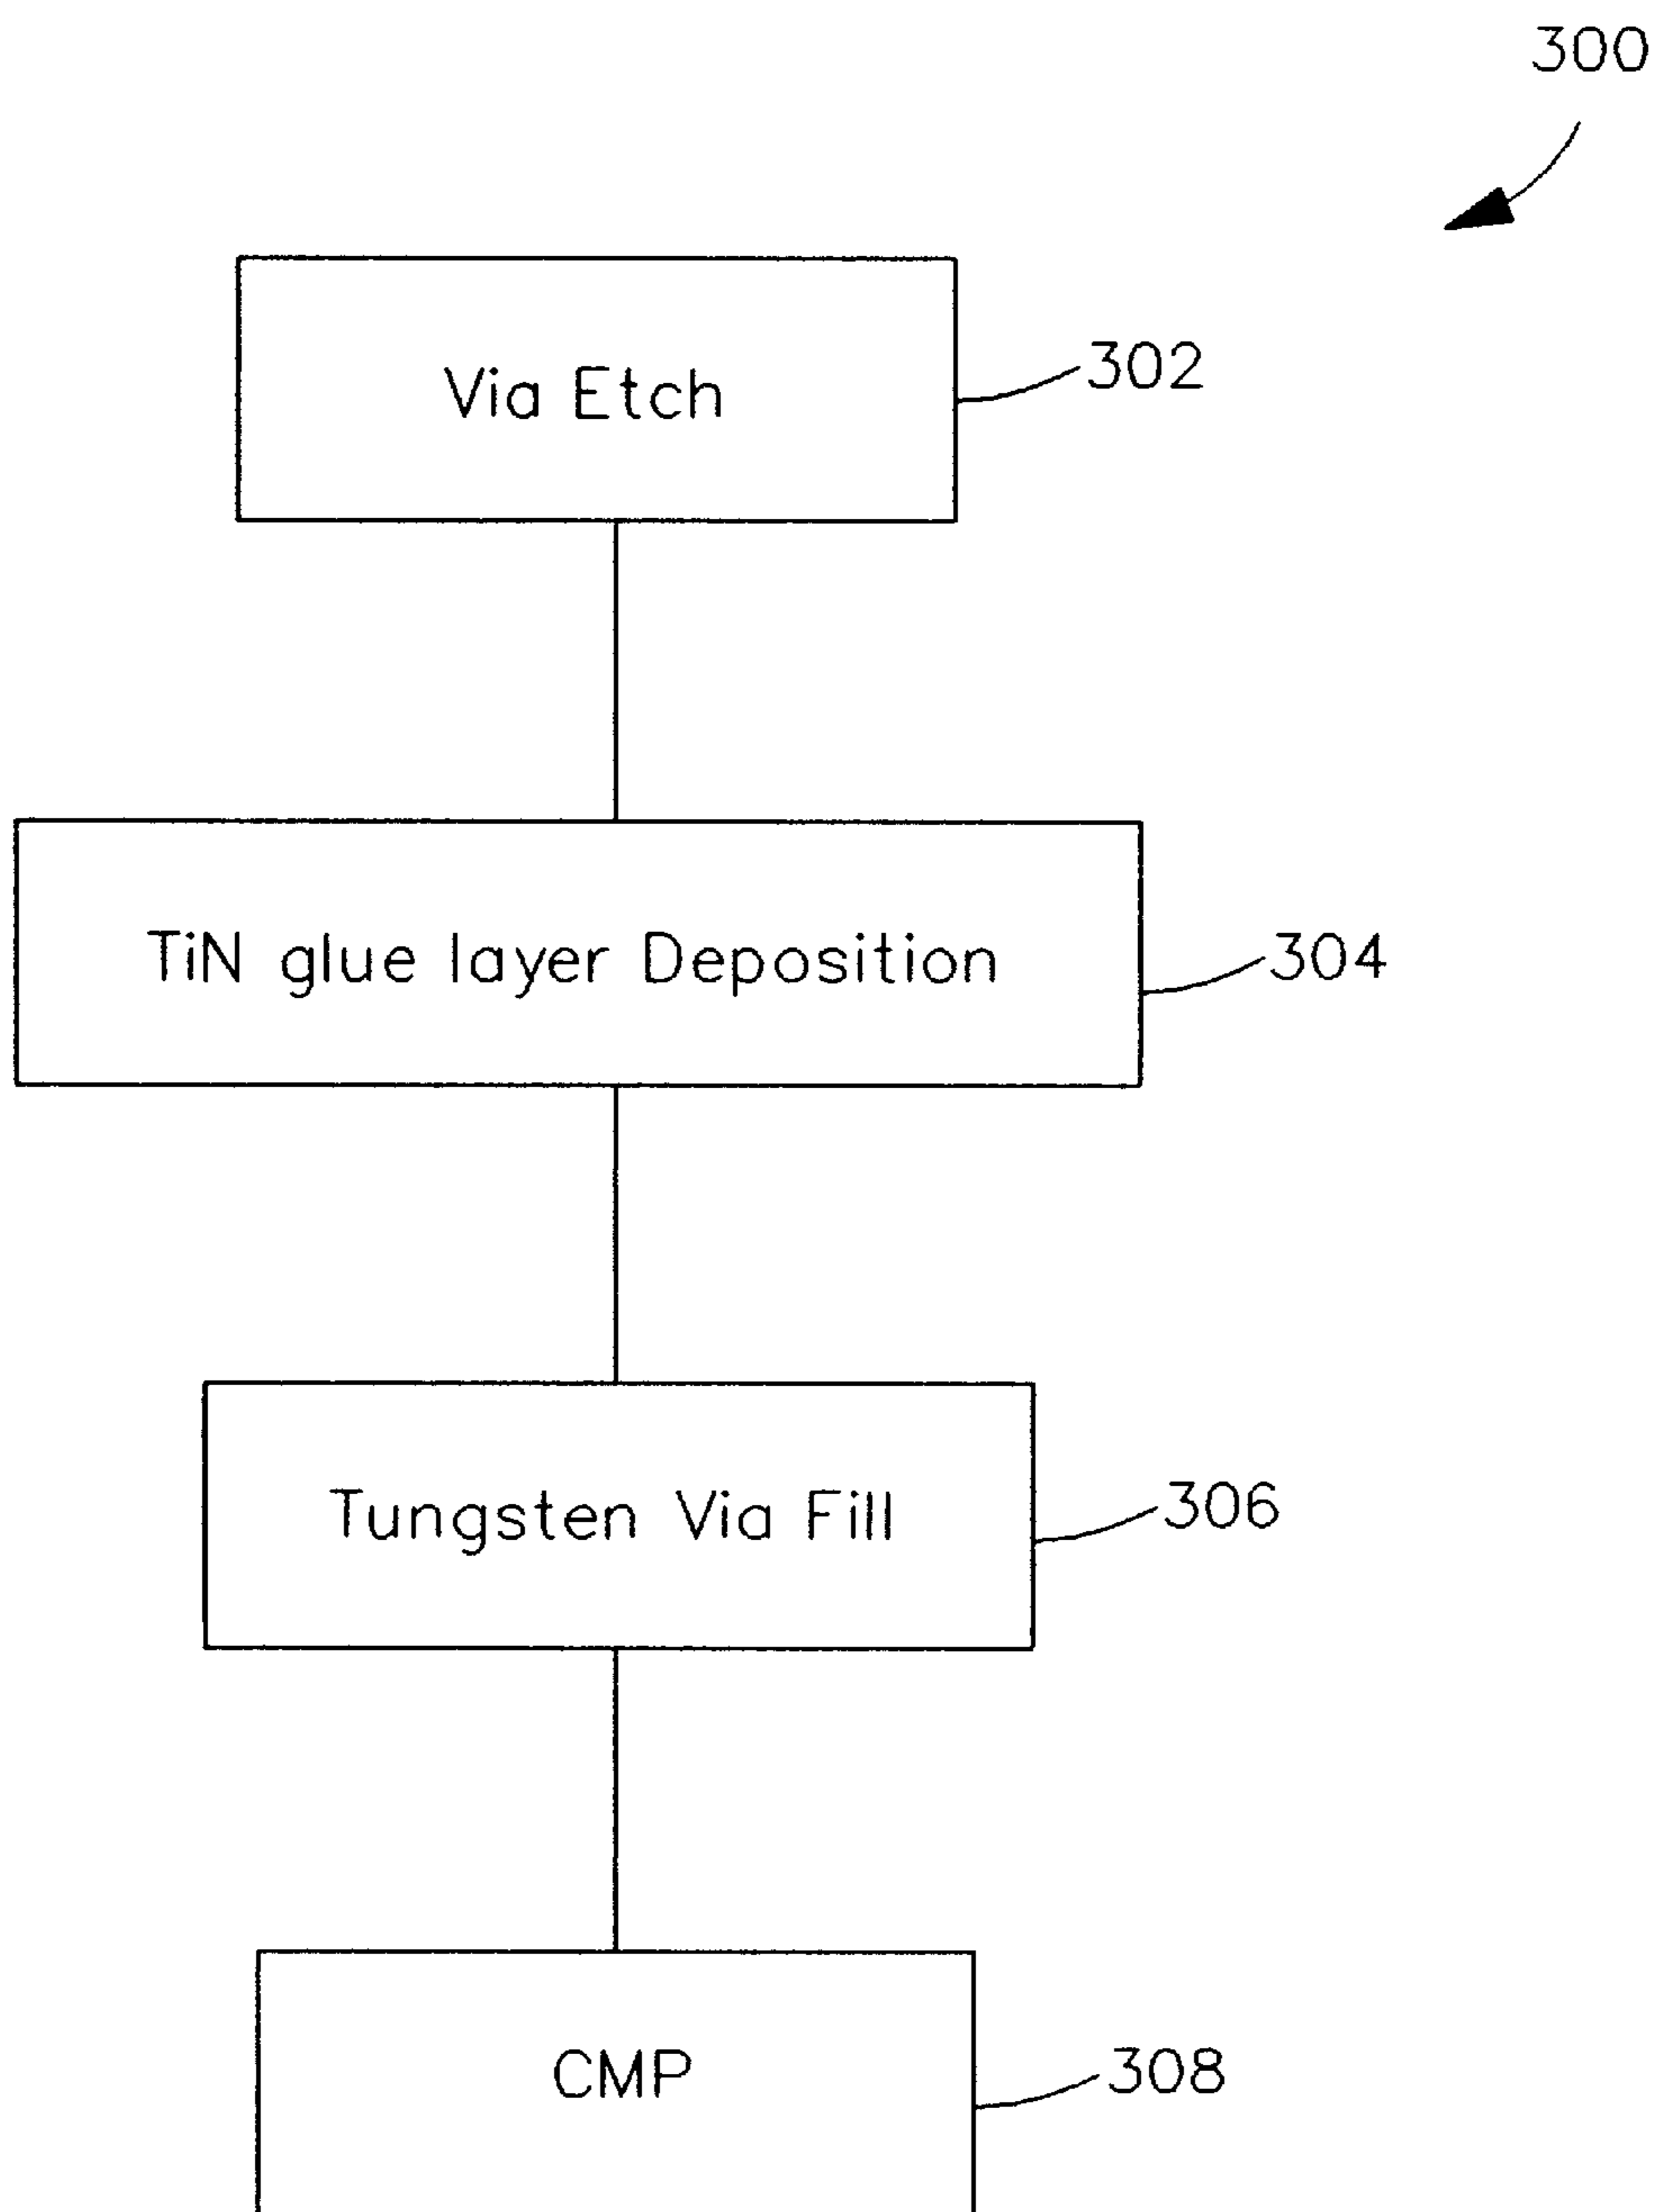 300
Via Etch
302
TiN glue layer Deposition
304
Tungsten Via Fill
306
CMP
308